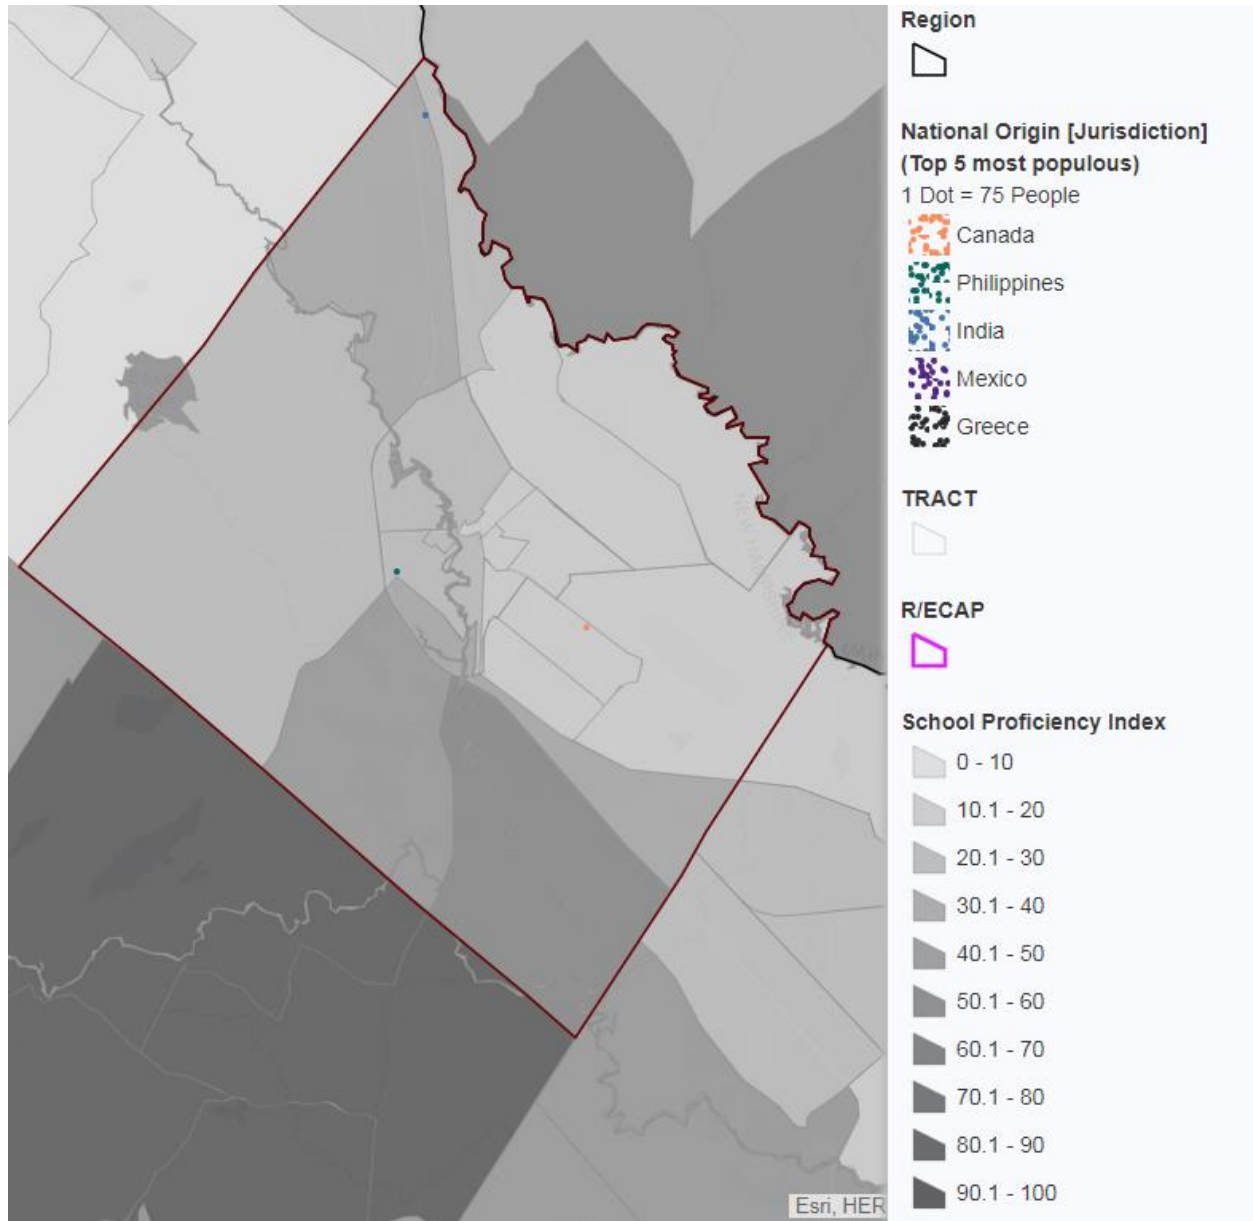 Region
National Origin [Jurisdiction]
(Top 5 most populous)
1 Dot = 75 People
Canada
Philippines
India
Mexico
Greece
TRACT
R/ECAP
School Proficiency Index
0 - 10
10.1 - 20
20.1 - 30
30.1 - 40
40.1 - 50
50.1 - 60
60.1 - 70
70.1 - 80
80.1 - 90
90.1 - 100
Esri, HER